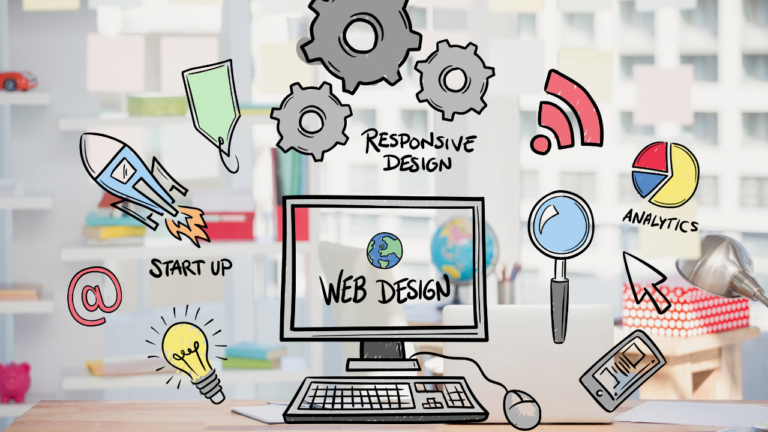 RESPONSIVE
DESIGN
ANALYTICS
START UP
@
WEB DESIGN